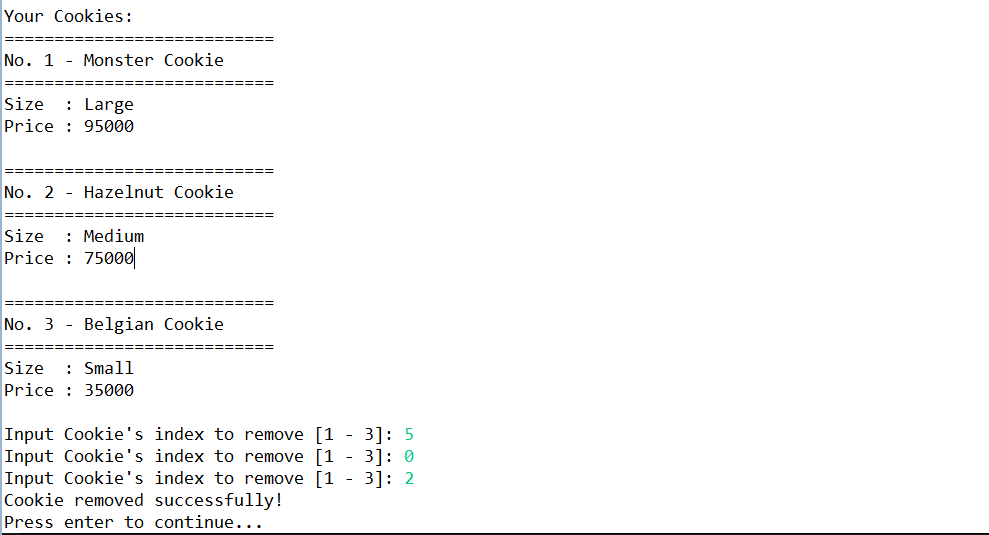 Your Cookies:
===========================
No. 1 - Monster Cookie
===========================
Size  : Large
Price : 95000

===========================
No. 2 - Hazelnut Cookie
===========================
Size  : Medium
Price : 75000

===========================
No. 3 - Belgian Cookie
===========================
Size  : Small
Price : 35000

Input Cookie's index to remove [1 - 3]: 5
Input Cookie's index to remove [1 - 3]: 0
Input Cookie's index to remove [1 - 3]: 2
Cookie removed successfully!
Press enter to continue...